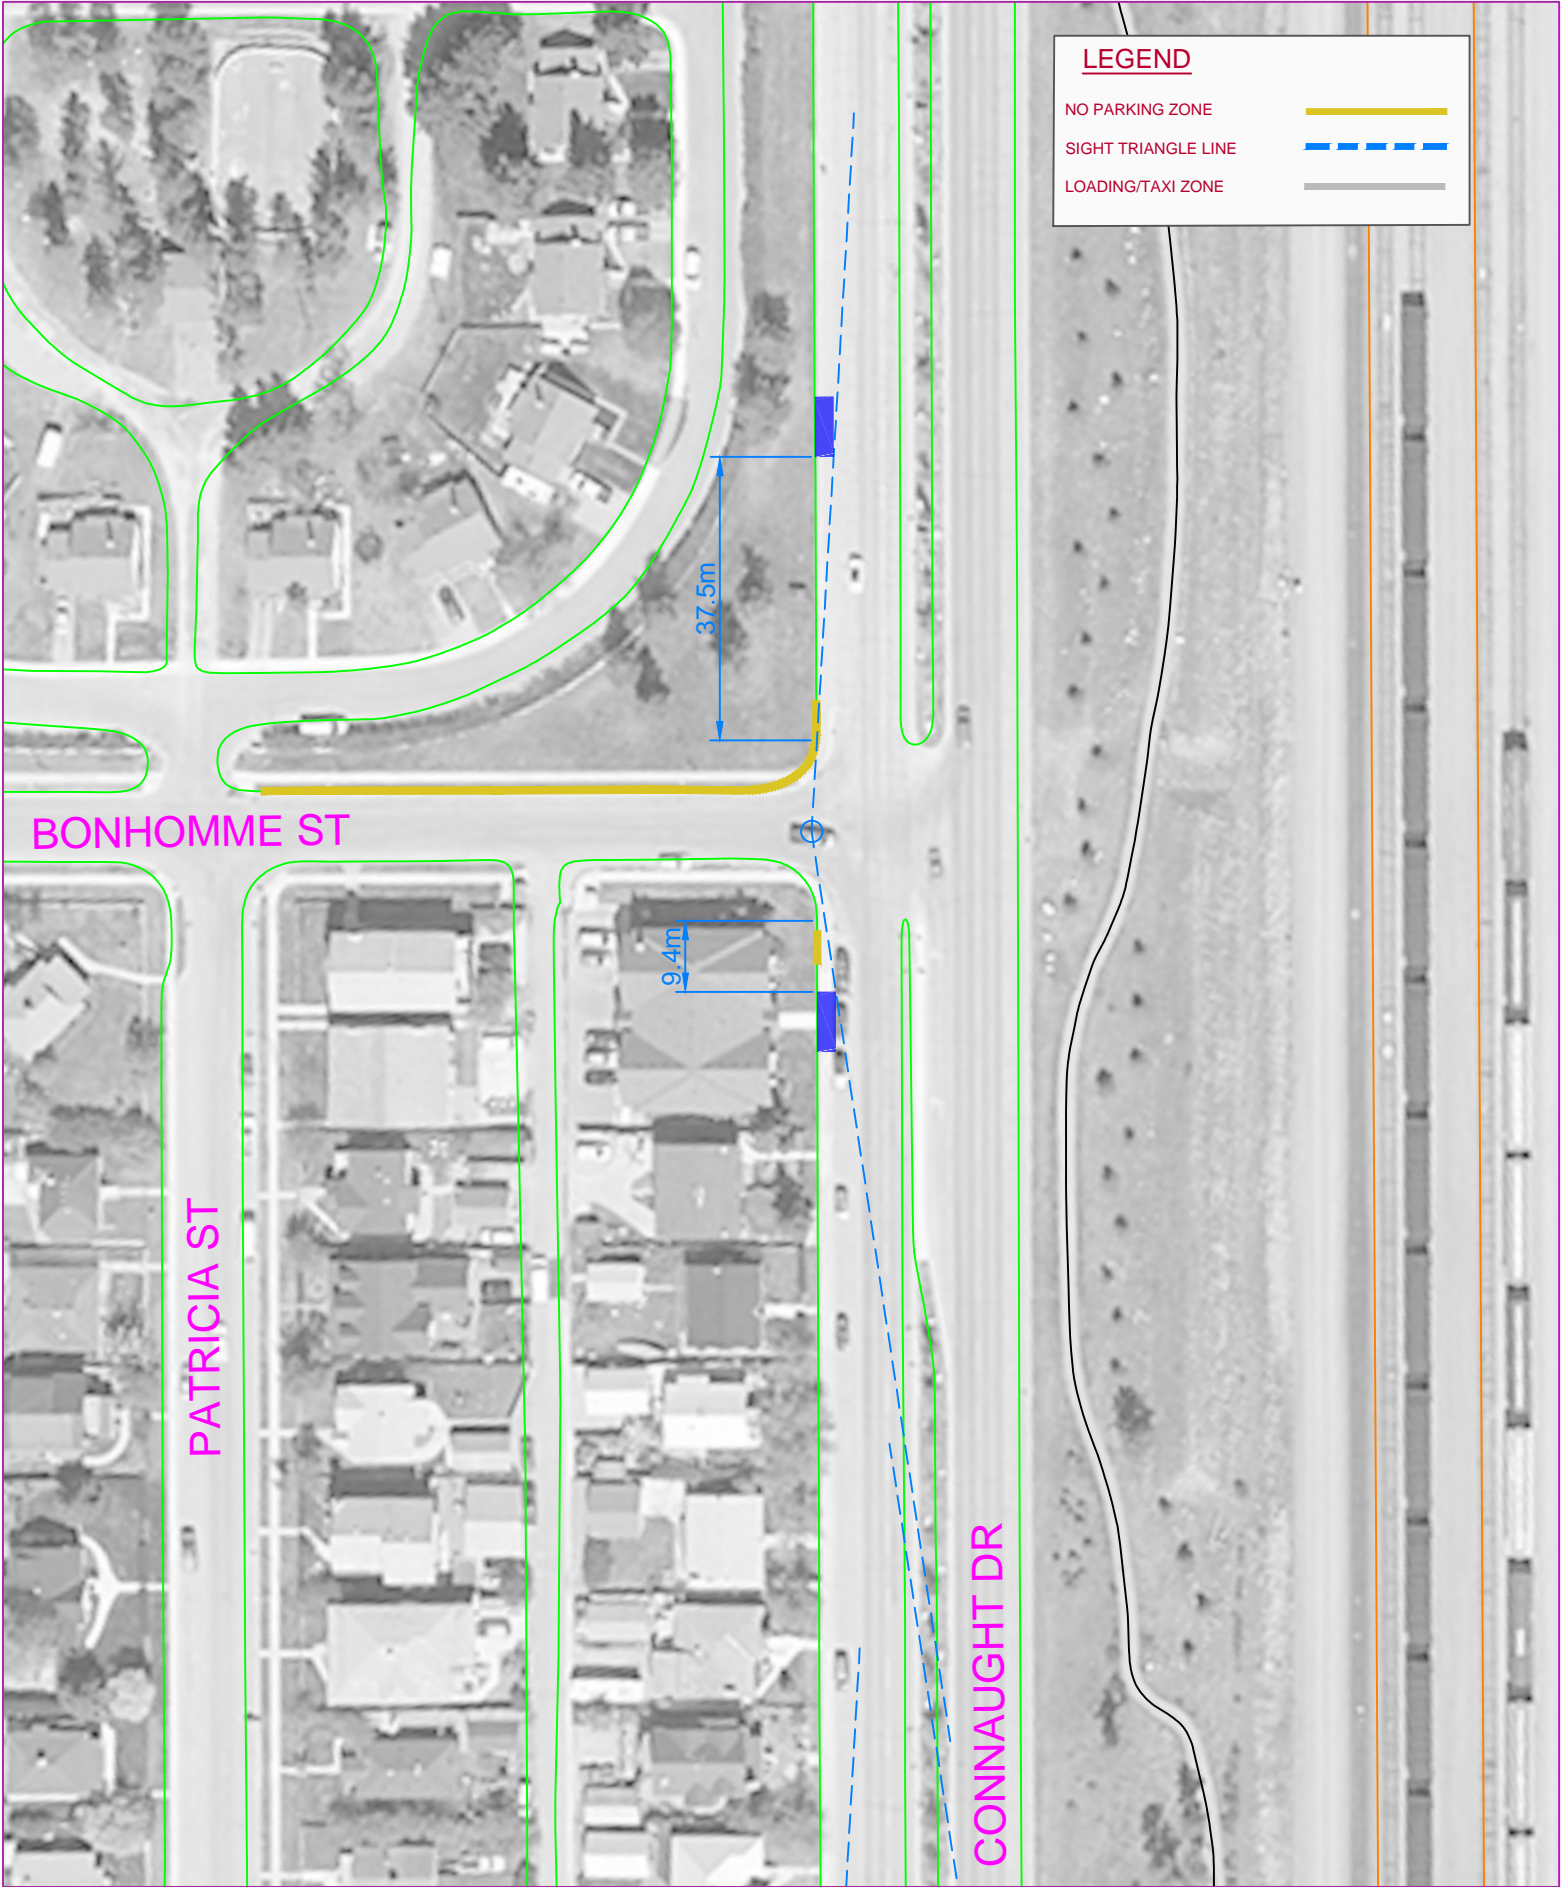 LEGEND
NO PARKING ZONE
SIGHT TRIANGLE LINE
LOADING/TAXI ZONE
37.5m
BONHOMME ST
9.4m
PATRICIA ST
CONNAUGHT DR